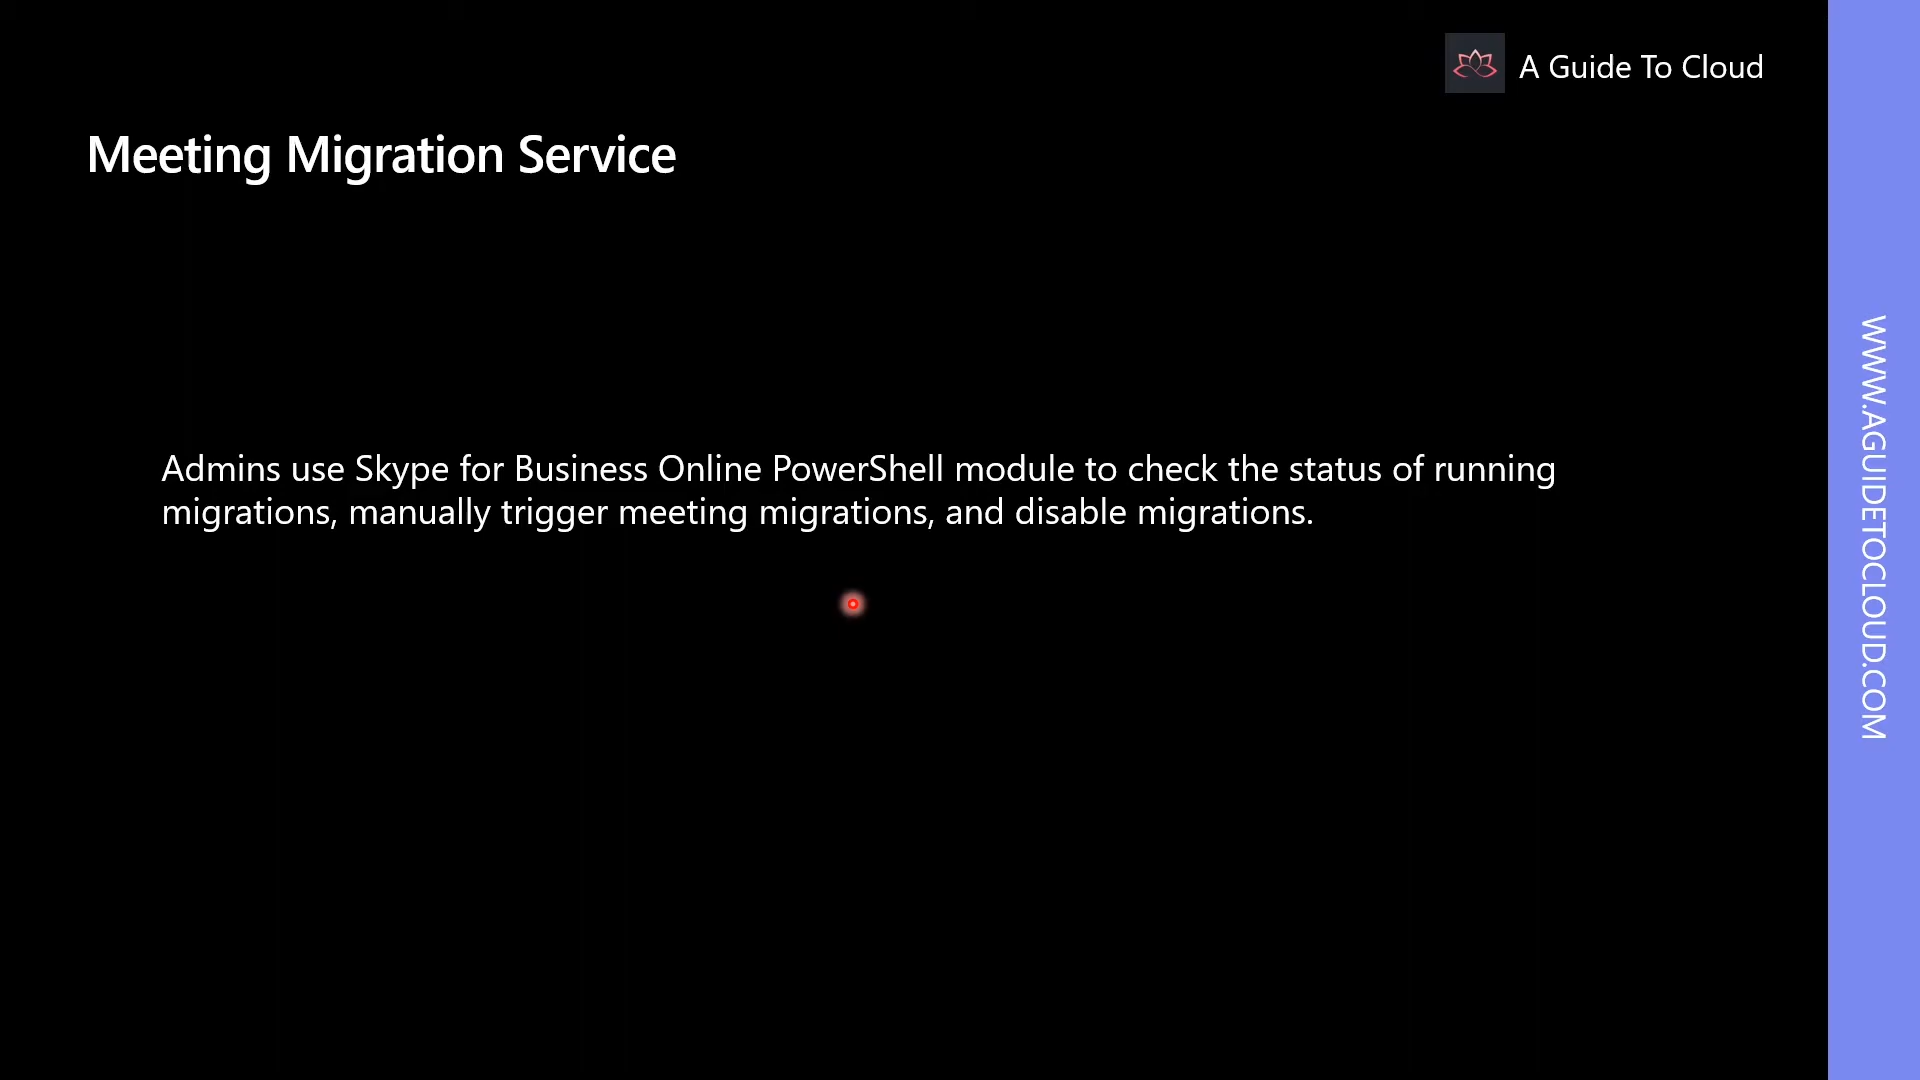 A Guide To Cloud
Meeting Migration Service
Admins use Skype for Business Online PowerShell module to check the status of running
migrations, manually trigger meeting migrations, and disable migrations.
WWW.AGUIDETOCLOUD.COM